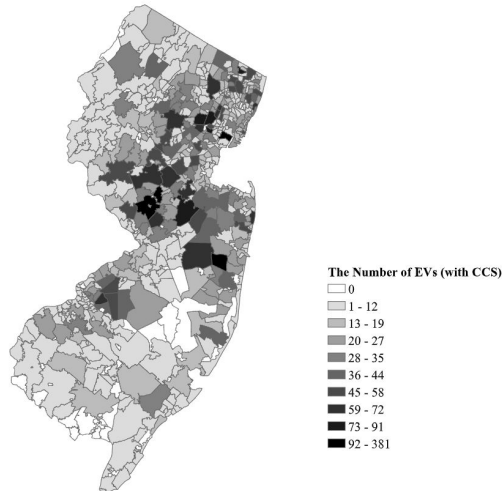 The Number of EVs (with CCS)
0
1 - 12
13 - 19
20 - 27
28 - 35
36 - 44
45 - 58
59 - 72
73 - 91
92 - 381